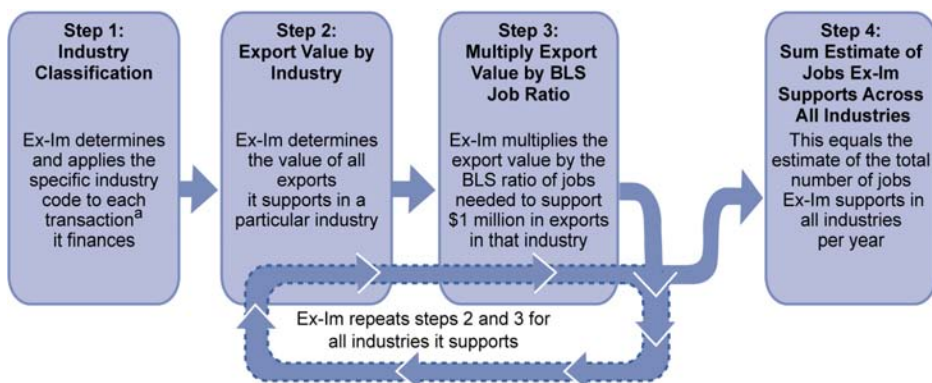 Step 1:
Industry
Classification
Ex-Im determines
and applies the
specific industry
code to each
transactionª
it finances
Step 2:
Export Value by
Industry
Ex-Im determines
the value of all
exports
it supports in a
particular industry
Step 3:
Multiply Export
Value by BLS
Job Ratio
Ex-Im multiplies the
export value by the
BLS ratio of jobs
needed to support
$1 million in exports
in that industry
Step 4:
Sum Estimate of
Jobs Ex-Im
Supports Across
All Industries
This equals the
estimate of the total
number of jobs
Ex-Im supports in
all industries
per year
Ex-Im repeats steps 2 and 3 for
all industries it supports